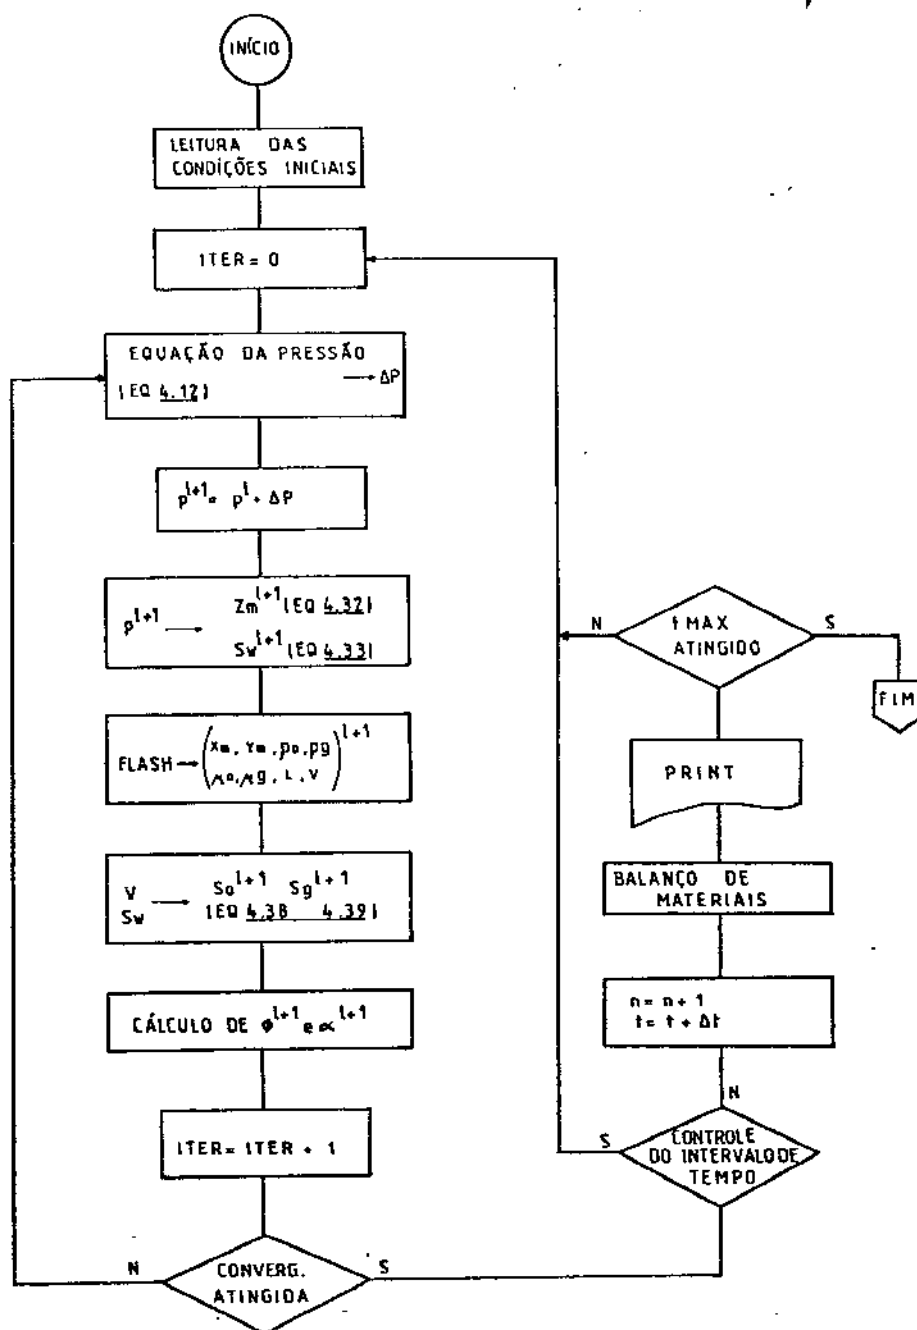 INÍCIO
LEITURA DAS
CONDIÇÕES INICIAIS
ITER = 0
EQUAÇÃO DA PRESSÃO
(EQ 4.12) → ΔP
p^{l+1} = p^l + ΔP
p^{l+1} → Zm^{l+1} (EQ 4.32)
Sw^{l+1} (EQ 4.33)
FLASH → (Xm, Ym, ρo, ρg)^{l+1}
μo, μg, L, V
V
Sw → So^{l+1} Sg^{l+1}
(EQ 4.38 4.39)
CÁLCULO DE ϕ^{l+1} e α^{l+1}
ITER = ITER + 1
CONVERG.
ATINGIDA
N
S
CONTROLE
DO INTERVALO DE
TEMPO
S
N
n = n + 1
t = t + Δt
BALANÇO DE
MATERIAIS
PRINT
t MAX
ATINGIDO
N
S
FIM